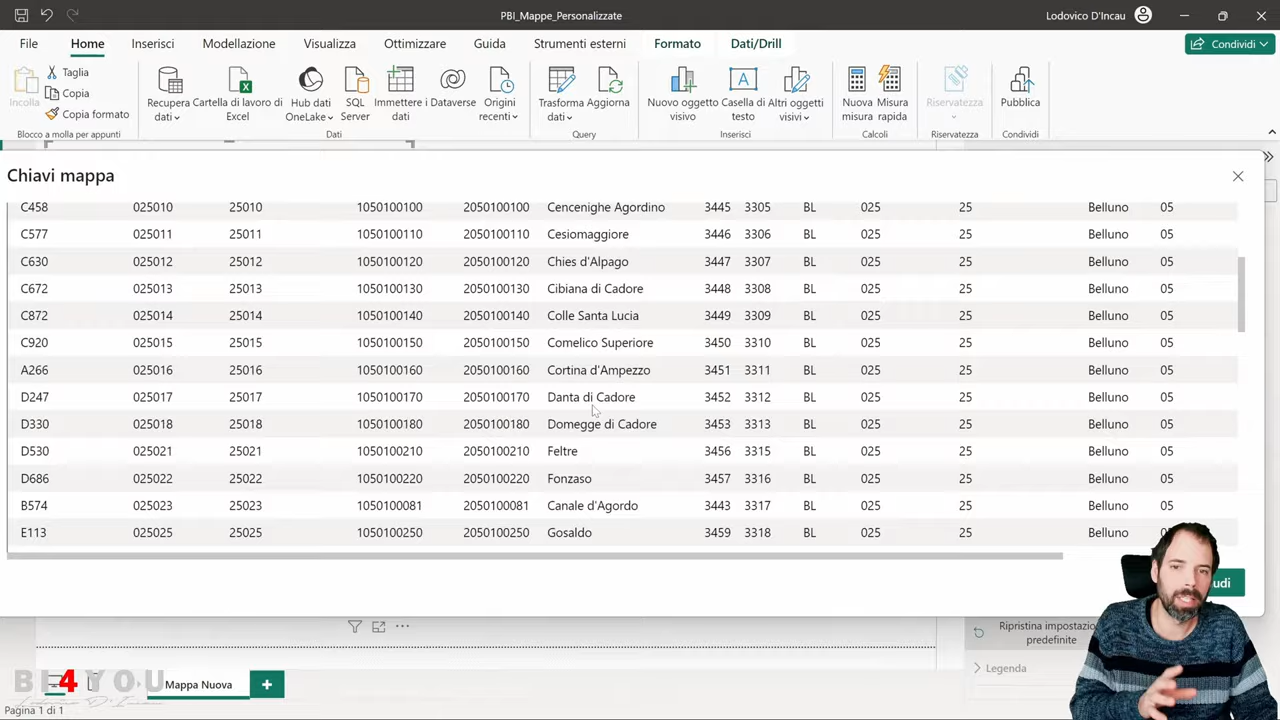 PBI_Mappe_Personalizzate
Lodovico D'Incau
File Home Inserisci Modellazione Visualizza Ottimizzare Guida Strumenti esterni Formato Dati/Drill
Condividi
Incolla
Taglia
Copia
Copia formato
Blocco a molla per appunti
Recupera dati
Cartella di lavoro di Excel
Hub dati OneLake
SQL Server
Immettere i dati
Dataverse
Origini recenti
Dati
Trasforma dati
Aggiorna
Query
Nuovo oggetto visivo
Casella di testo
Altri oggetti visivi
Inserisci
Nuova misura
Misura rapida
Calcoli
Riservatezza
Riservatezza
Pubblica
Condividi
Chiavi mappa
C458 025010 25010 1050100100 2050100100 Cencenighe Agordino 3445 3305 BL 025 25 Belluno 05
C577 025011 25011 1050100110 2050100110 Cesiomaggiore 3446 3306 BL 025 25 Belluno 05
C630 025012 25012 1050100120 2050100120 Chies d'Alpago 3447 3307 BL 025 25 Belluno 05
C672 025013 25013 1050100130 2050100130 Cibiana di Cadore 3448 3308 BL 025 25 Belluno 05
C872 025014 25014 1050100140 2050100140 Colle Santa Lucia 3449 3309 BL 025 25 Belluno 05
C920 025015 25015 1050100150 2050100150 Comelico Superiore 3450 3310 BL 025 25 Belluno 05
A266 025016 25016 1050100160 2050100160 Cortina d'Ampezzo 3451 3311 BL 025 25 Belluno 05
D247 025017 25017 1050100170 2050100170 Danta di Cadore 3452 3312 BL 025 25 Belluno 05
D330 025018 25018 1050100180 2050100180 Domegge di Cadore 3453 3313 BL 025 25 Belluno 05
D530 025021 25021 1050100210 2050100210 Feltre 3456 3315 BL 025 25 Belluno 05
D686 025022 25022 1050100220 2050100220 Fonzaso 3457 3316 BL 025 25 Belluno 05
B574 025023 25023 1050100081 2050100081 Canale d'Agordo 3443 3317 BL 025 25 Belluno 05
E113 025025 25025 1050100250 2050100250 Gosaldo 3459 3318 BL 025 25 Belluno
Ripristina impostazio
predefinite
Legenda
4 YOU
Mappa Nuova
Pagina 1 di 1